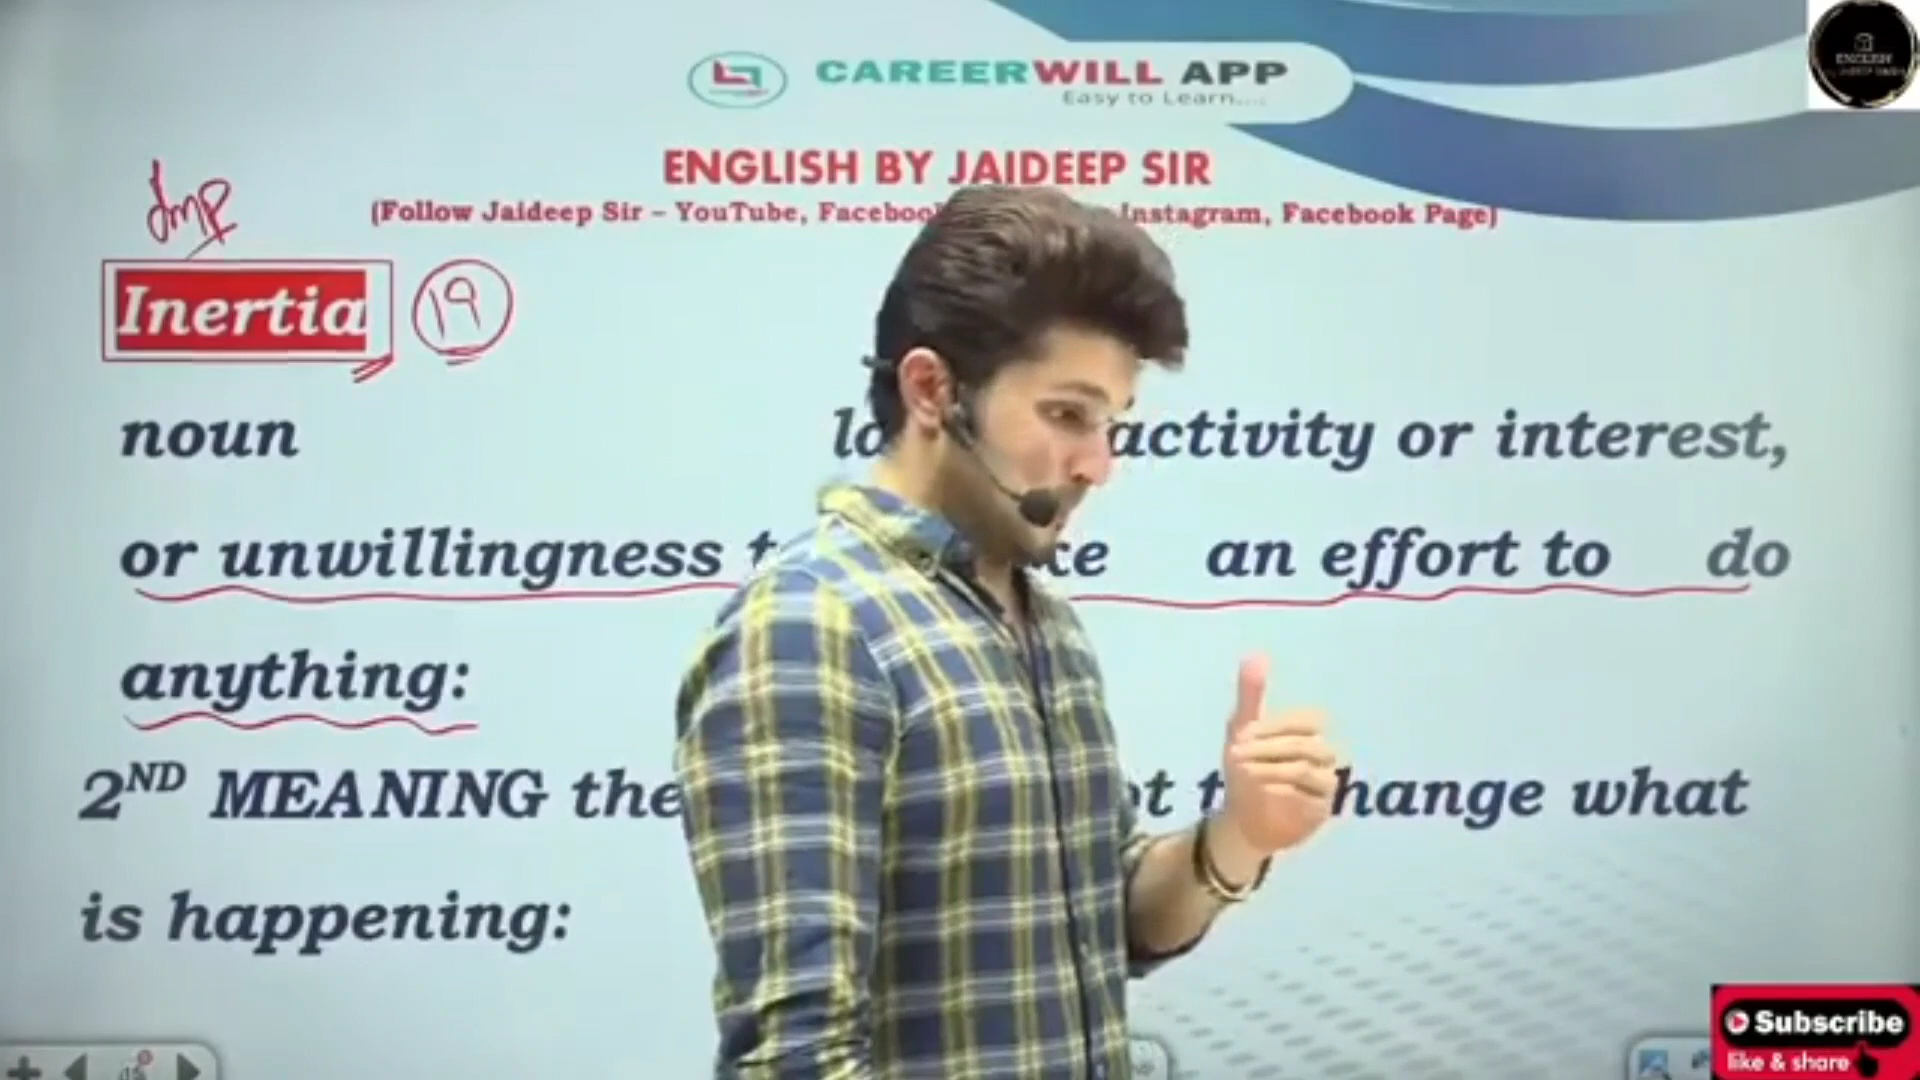 CAREERWILL APP
Easy to Learn....
ENGLISH
ENGLISH BY JAIDEEP SIR
(Follow Jaideep Sir – YouTube, Facebook Instagram, Facebook Page)
Imp
Inertia 19
noun activity or interest,
or unwillingness an effort to do
anything:
2ND MEANING the what
is happening:
Subscribe
like & share